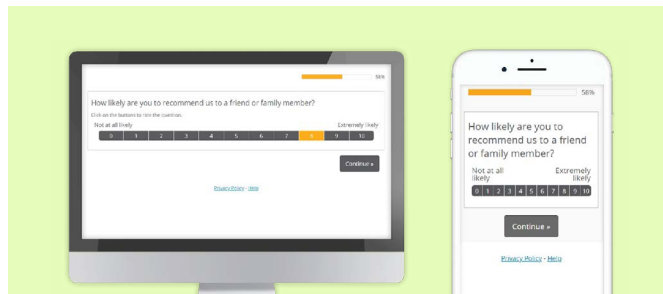 58%
How likely are you to recommend us to a friend or family member?
Click on the buttons to rate the question.
Not at all likely Extremely likely
0 1 2 3 4 5 6 7 8 9 10
Continue »
Privacy Policy - Help
58%
How likely are you to
recommend us to a friend
or family member?
Not at all Extremely
likely likely
0 1 2 3 4 5 6 7 8 9 10
Continue »
Privacy Policy - Help